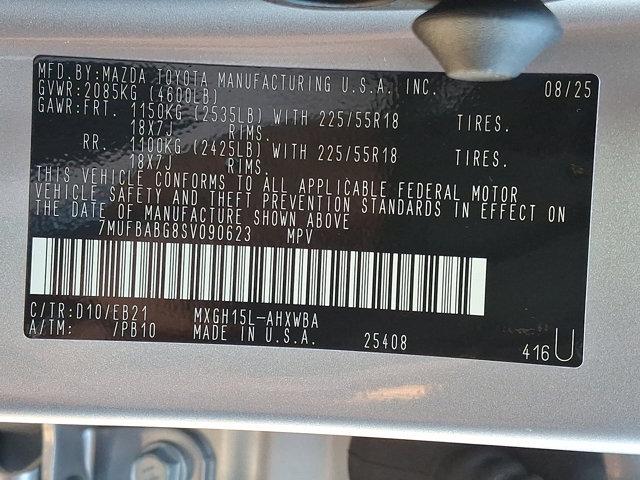 MFD.BY:MAZDA TOYOTA MANUFACTURING U.S.A. INC. 08/25
GVWR:2085KG (4600LB)
GAWR:FRT. 1150KG (2535LB) WITH 225/55R18 TIRES.
18X7J RIMS.
RR. 1100KG (2425LB) WITH 225/55R18 TIRES.
18X7J RIMS.
THIS VEHICLE CONFORMS TO ALL APPLICABLE FEDERAL MOTOR
VEHICLE SAFETY AND THEFT PREVENTION STANDARDS IN EFFECT ON
THE DATE OF MANUFACTURE SHOWN ABOVE
7MUFBABG8SV090623 MPV
C/TR:D10/EB21 MXGH15L-AHXWBA
A/TM: /PB10 MADE IN U.S.A. 25408
416 U